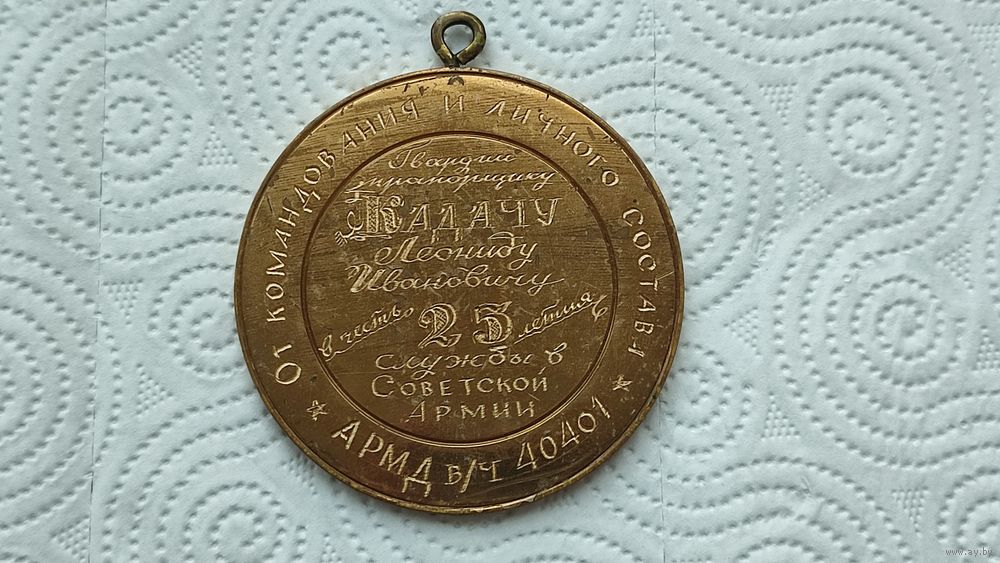 От командования и личного состава
Гвардии
прапорщику
Кадачу
Леониду
Ивановичу
в честь 25 летия
службы в
Советской
Армии
* АРМД в/ч 40401 *
www.ay.by